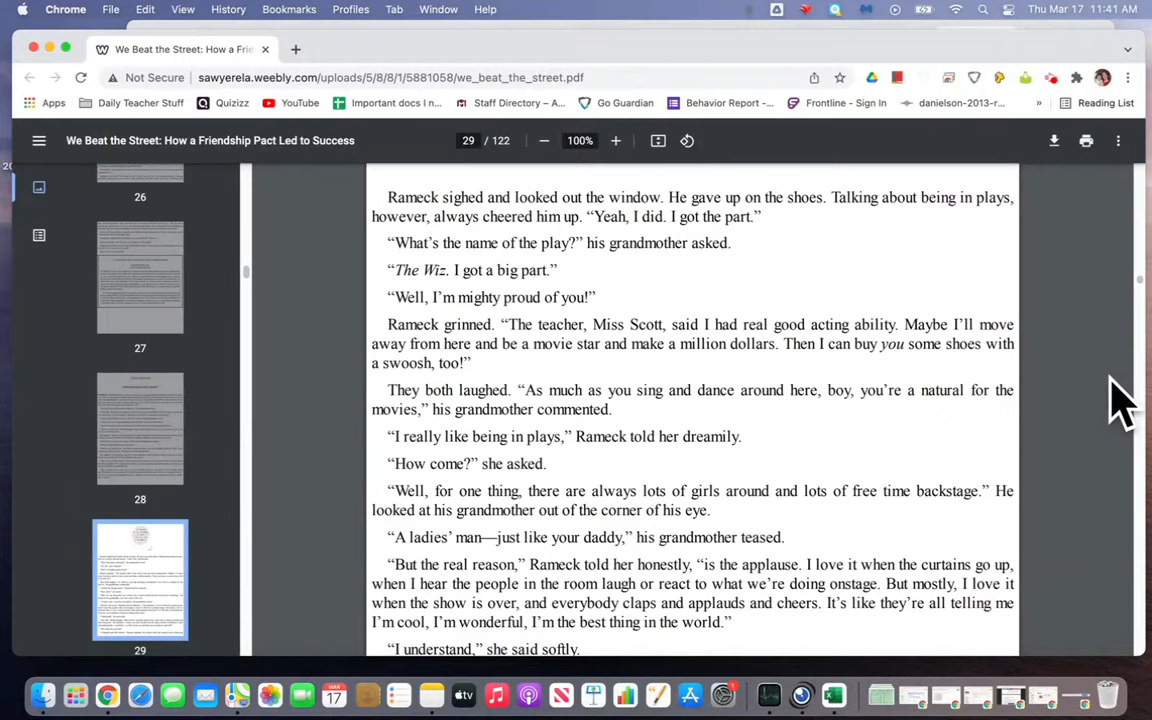 Chrome File Edit View History Bookmarks Profiles Tab Window Help Thu Mar 17 11:41 AM
We Beat the Street: How a Frie
Not Secure sawyerela.weebly.com/uploads/5/8/8/1/5881058/we_beat_the_street.pdf
Apps Daily Teacher Stuff Quizizz YouTube Important docs I n... Staff Directory – A... Go Guardian Behavior Report -... Frontline - Sign In danielson-2013-r... » Reading List
We Beat the Street: How a Friendship Pact Led to Success 29 / 122 100%
26
27
28
29
Rameck sighed and looked out the window. He gave up on the shoes. Talking about being in plays,
however, always cheered him up. “Yeah, I did. I got the part.”
“What’s the name of the play?” his grandmother asked.
“The Wiz. I got a big part.”
“Well, I’m mighty proud of you!”
Rameck grinned. “The teacher, Miss Scott, said I had real good acting ability. Maybe I’ll move
away from here and be a movie star and make a million dollars. Then I can buy you some shoes with
a swoosh, too!”
They both laughed. “As much as you sing and dance around here, boy, you’re a natural for the
movies,” his grandmother commented.
“I really like being in plays,” Rameck told her dreamily.
“How come?” she asked.
“Well, for one thing, there are always lots of girls around and lots of free time backstage.” He
looked at his grandmother out of the corner of his eye.
“A ladies’ man—just like your daddy,” his grandmother teased.
“But the real reason,” Rameck told her honestly, “is the applause. I love it when the curtains go up,
when I hear the people in the room laugh or react to what we’re doing onstage. But mostly, I love it
when the show is over, and everybody claps and applauds and cheers. It’s like they’re all telling me
I’m cool, I’m wonderful, I’m the best thing in the world.”
“I understand,” she said softly.
MAR
17
tv